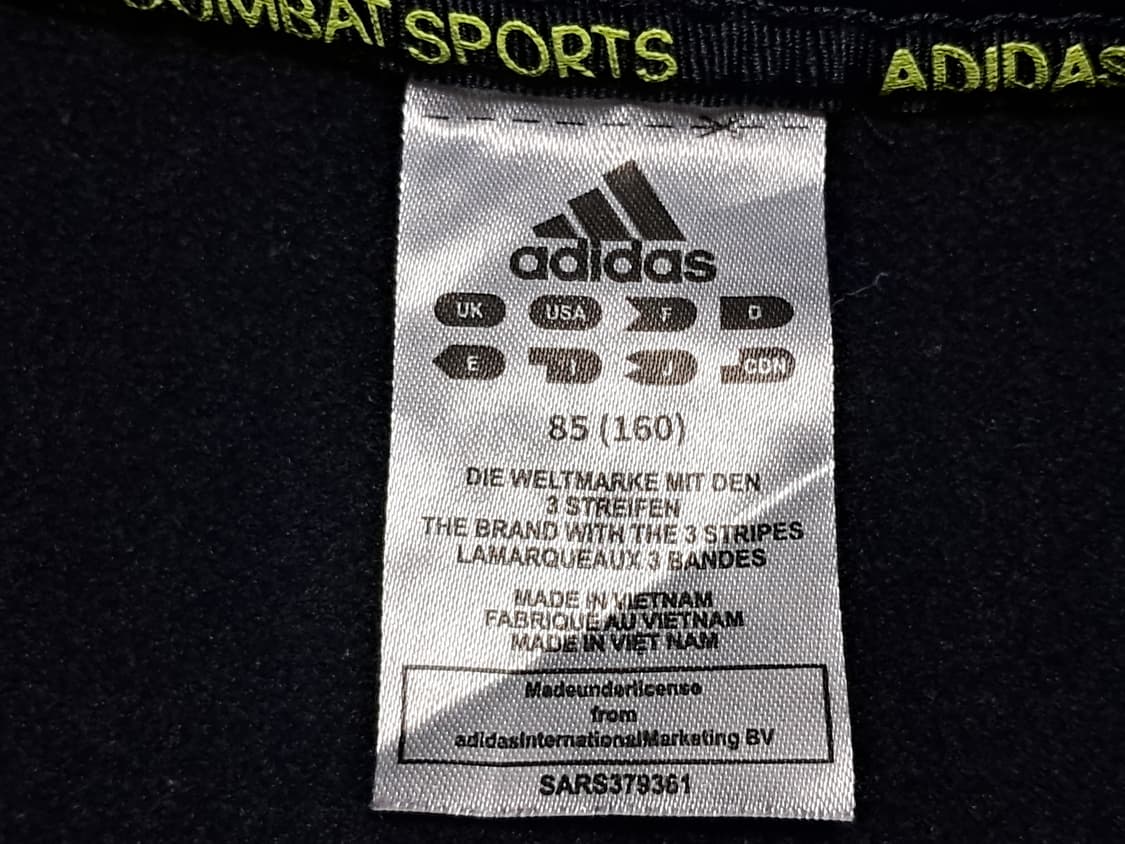 COMBAT SPORTS ADIDAS
adidas
UK USA F D
E I J CDN
85 (160)
DIE WELTMARKE MIT DEN
3 STREIFEN
THE BRAND WITH THE 3 STRIPES
LAMARQUEAUX 3 BANDES
MADE IN VIETNAM
FABRIQUE AU VIETNAM
MADE IN VIET NAM
Madeunderlicense
from
adidasInternationalMarketing BV
SARS379361